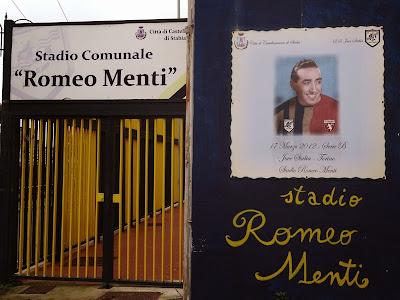 Stadio Comunale
Città di Castellammare
di Stabia
"Romeo Menti"
Città di Castellammare di Stabia
S.S. Juve Stabia
17 Marzo 2012 - Serie B
Juve Stabia - Torino
Stadio Romeo Menti
stadio
Romeo
Menti